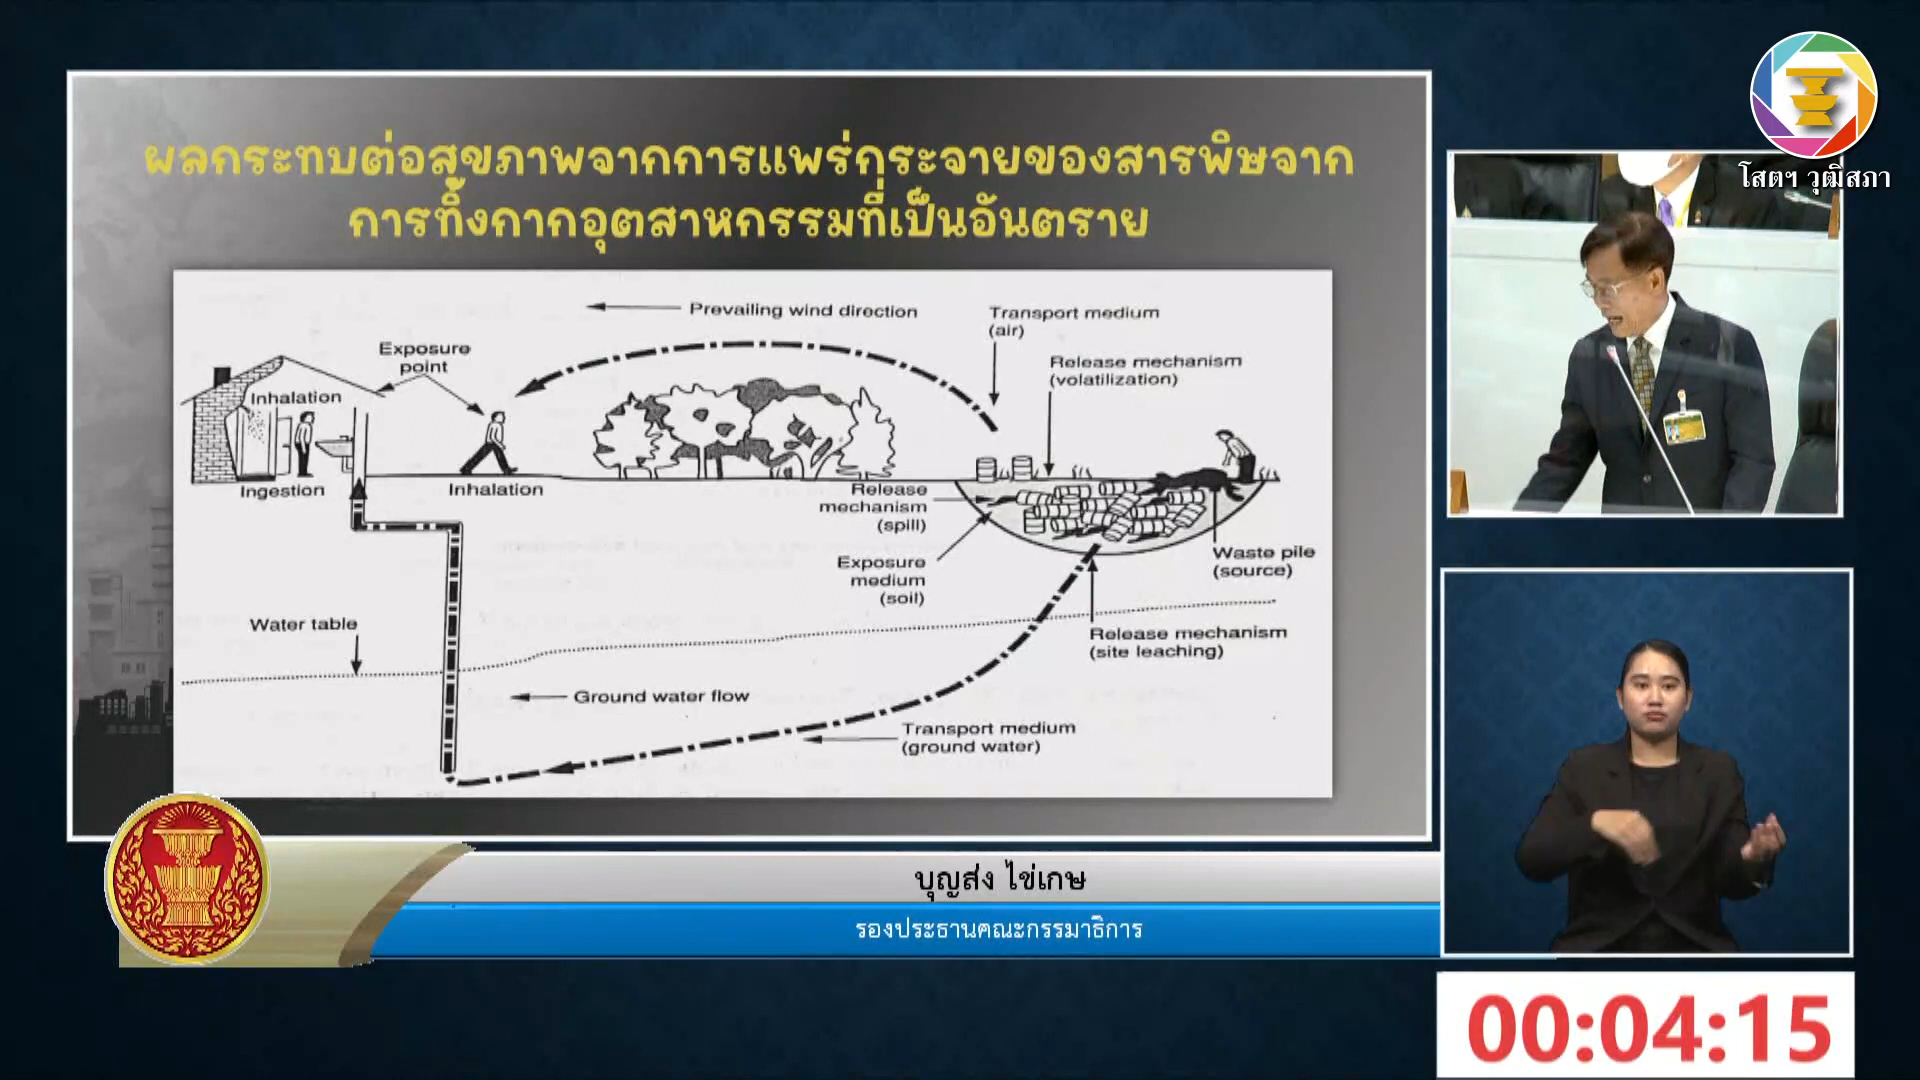 โสตฯ วุฒิสภา
ผลกระทบต่อสุขภาพจากการแพร่กระจายของสารพิษจาก
การทิ้งกากอุตสาหกรรมที่เป็นอันตราย
Prevailing wind direction
Transport medium
(air)
Exposure
point
Release mechanism
(volatilization)
Inhalation
Ingestion
Inhalation
Release
mechanism
(spill)
Exposure
medium
(soil)
Waste pile
(source)
Water table
Release mechanism
(site leaching)
Ground water flow
Transport medium
(ground water)
บุญส่ง ไข่เกษ
รองประธานคณะกรรมาธิการ
00:04:15